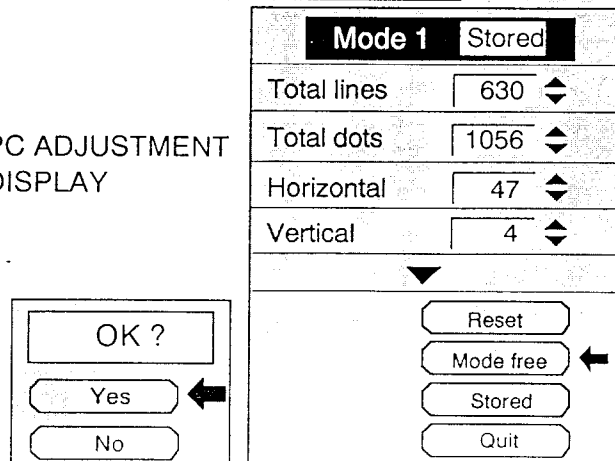 Mode 1 Stored
Total lines 630
Total dots 1056
Horizontal 47
Vertical 4
PC ADJUSTMENT
DISPLAY
Reset
Mode free
Stored
Quit
OK ?
Yes
No